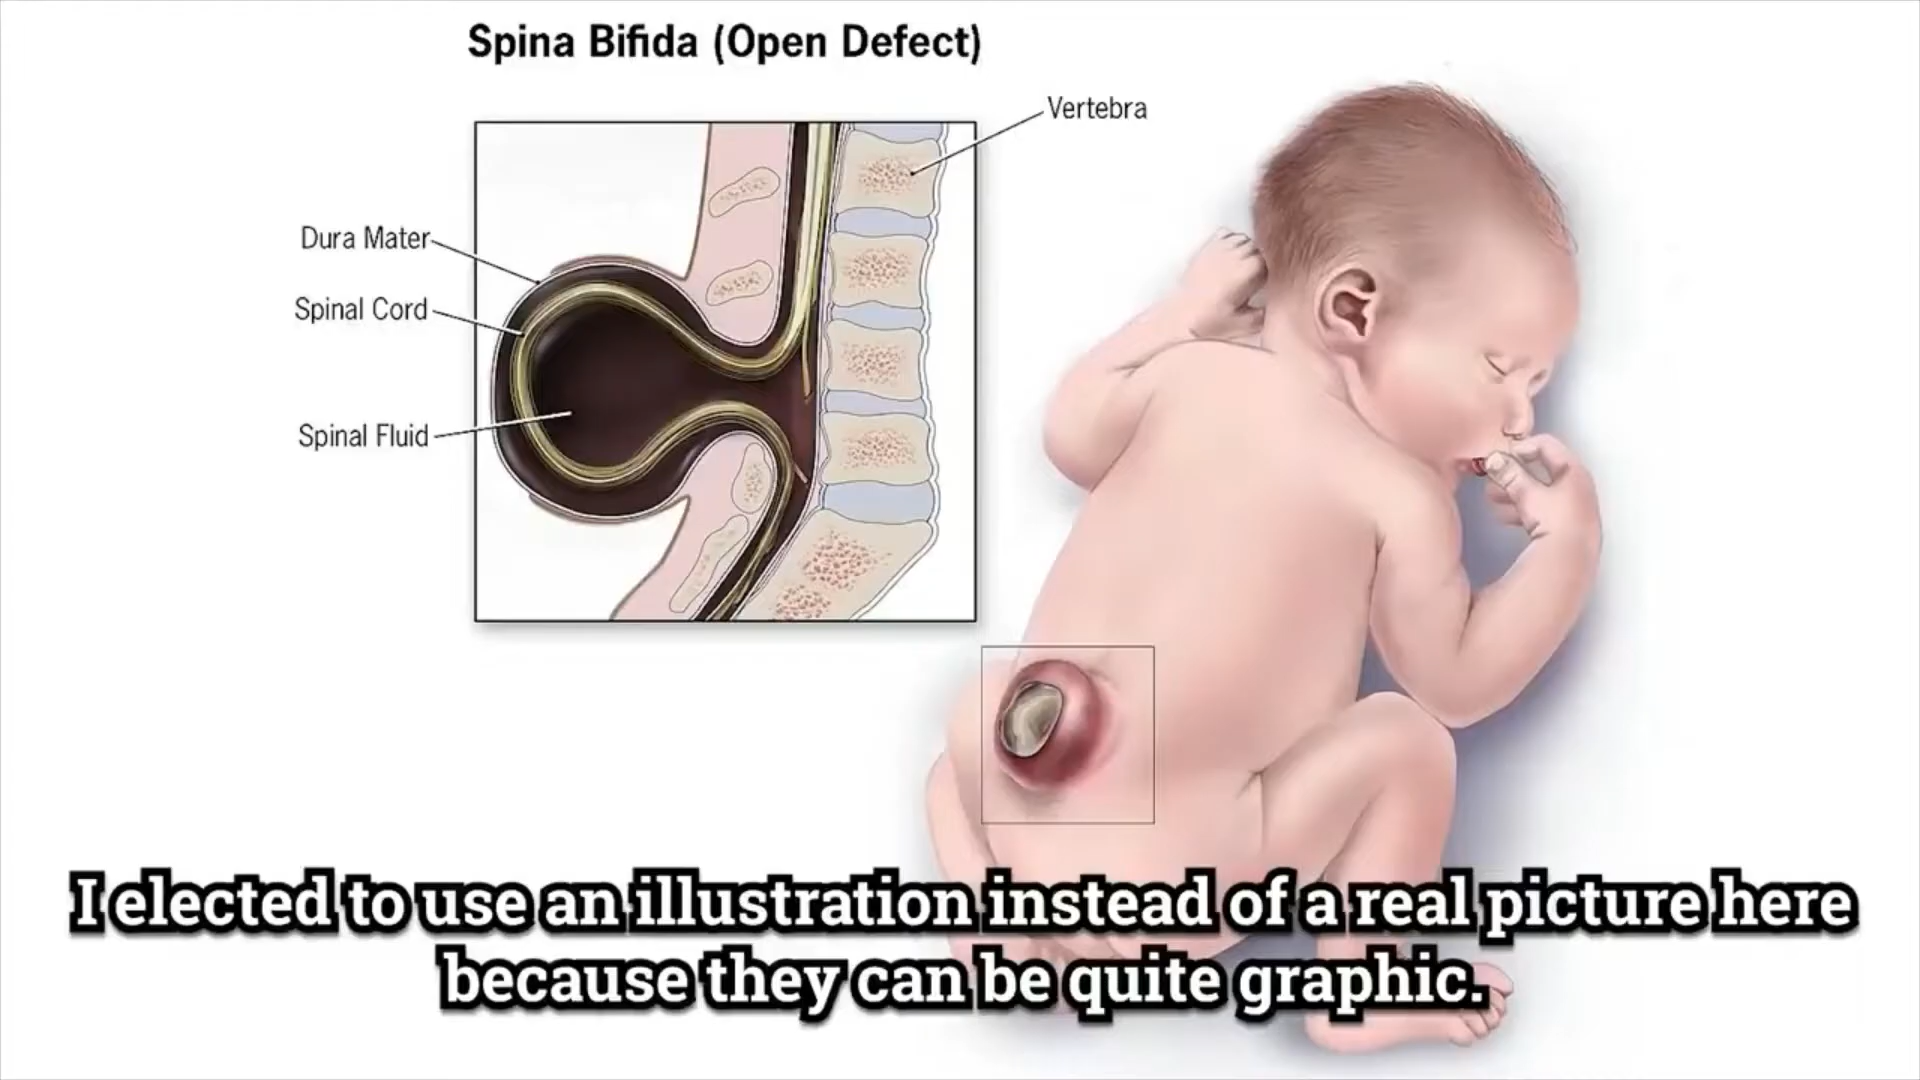 Spina Bifida (Open Defect)
Vertebra
Dura Mater
Spinal Cord
Spinal Fluid
I elected to use an illustration instead of a real picture here
because they can be quite graphic.